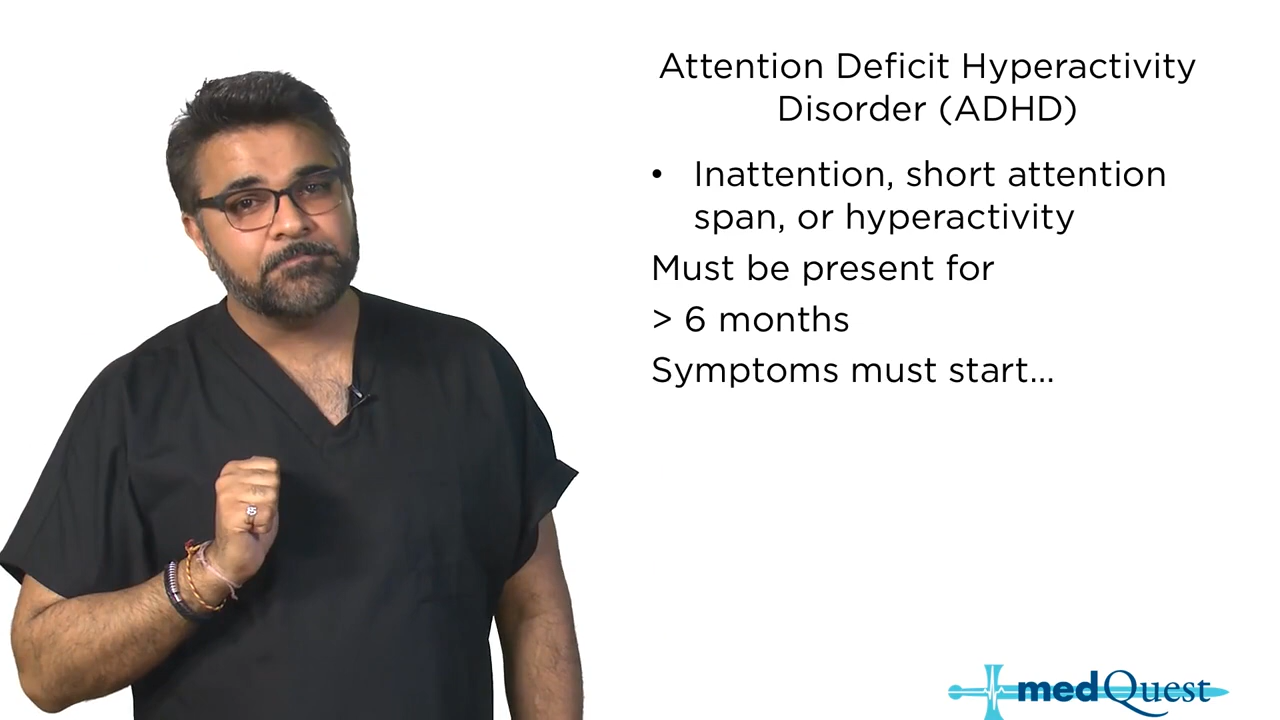 Attention Deficit Hyperactivity
Disorder (ADHD)
• Inattention, short attention
span, or hyperactivity
Must be present for
> 6 months
Symptoms must start...
medQuest